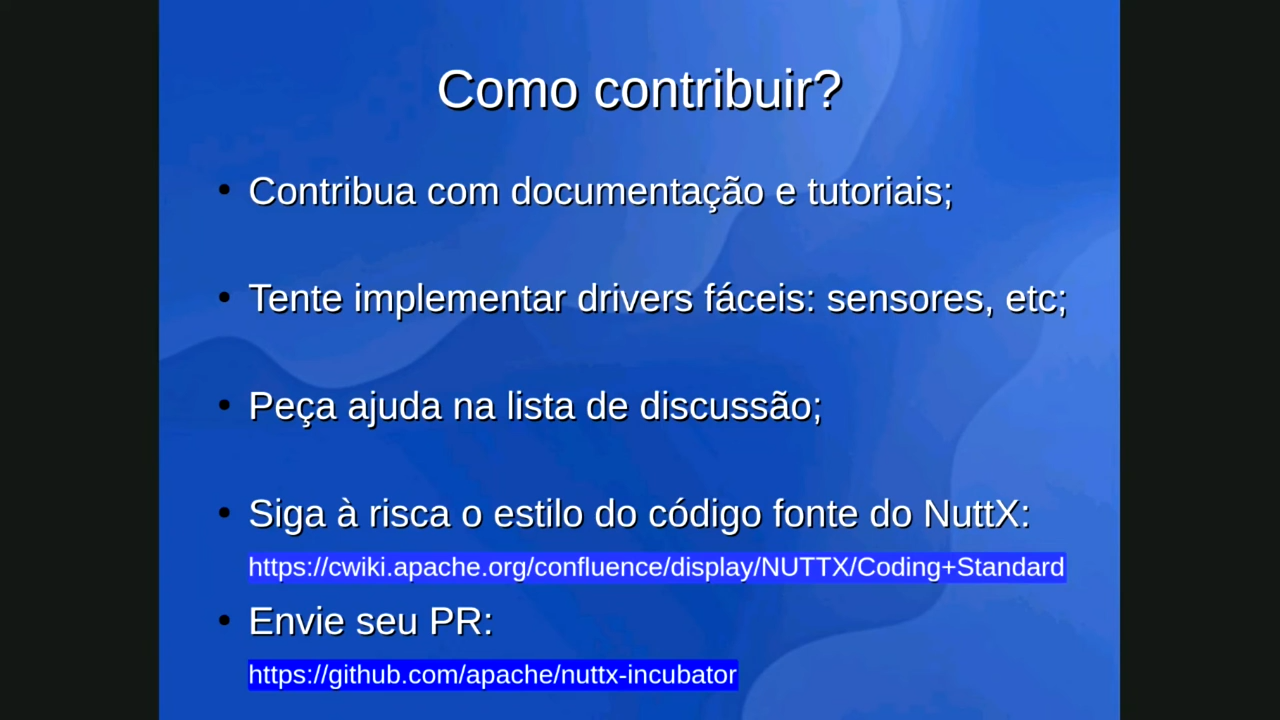 Como contribuir?
• Contribua com documentação e tutoriais;
• Tente implementar drivers fáceis: sensores, etc;
• Peça ajuda na lista de discussão;
• Siga à risca o estilo do código fonte do NuttX:
https://cwiki.apache.org/confluence/display/NUTTX/Coding+Standard
• Envie seu PR:
https://github.com/apache/nuttx-incubator